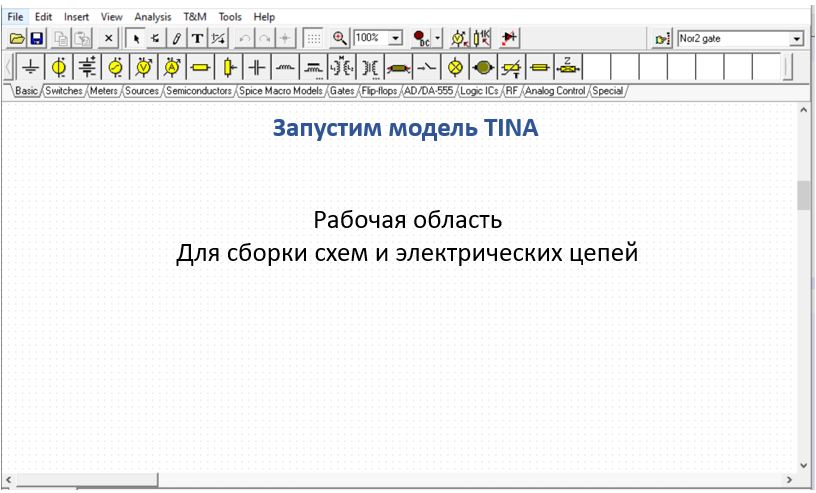 File Edit Insert View Analysis T&M Tools Help
T 100% DC Nor2 gate
Basic Switches Meters Sources Semiconductors Spice Macro Models Gates Flip-flops AD/DA-555 Logic ICs RF Analog Control Special
Запустим модель TINA
Рабочая область
Для сборки схем и электрических цепей